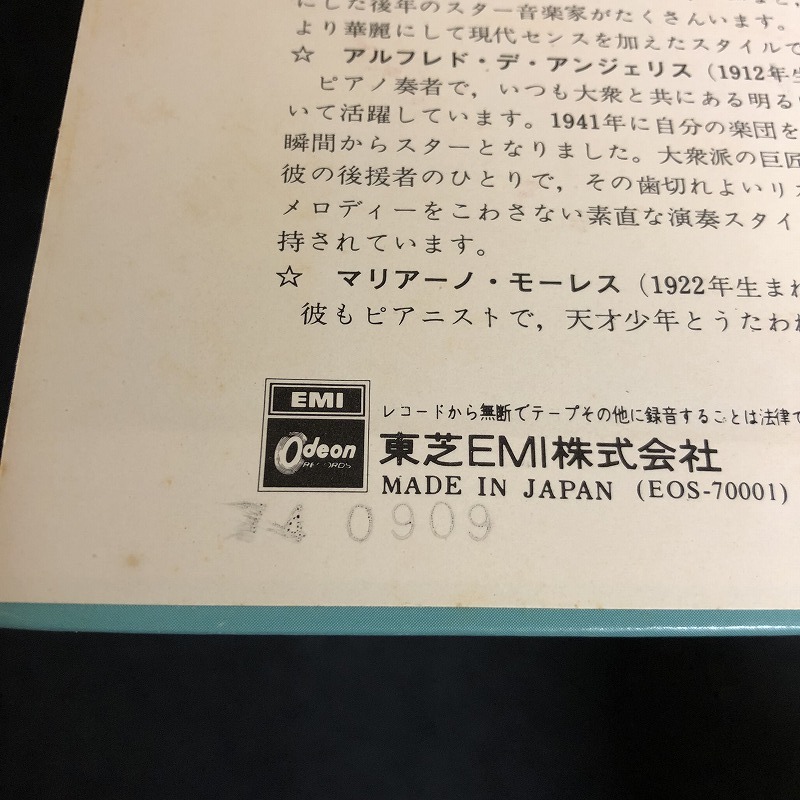 にした後年のスター音楽家がたくさんいます。
より華麗にして現代センスを加えたスタイルで
☆ アルフレド・デ・アンジェリス（1912年生
ピアノ奏者で，いつも大衆と共にある明る
いて活躍しています。1941年に自分の楽団を
瞬間からスターとなりました。大衆派の巨匠
彼の後援者のひとりで，その歯切れよいリズ
メロディーをこわさない素直な演奏スタイ
持されています。
☆ マリアーノ・モーレス（1922年生まれ
彼もピアニストで，天才少年とうたわれ
EMI
Odeon
RECORDS
レコードから無断でテープその他に録音することは法律で
東芝EMI株式会社
MADE IN JAPAN (EOS-70001)
0909